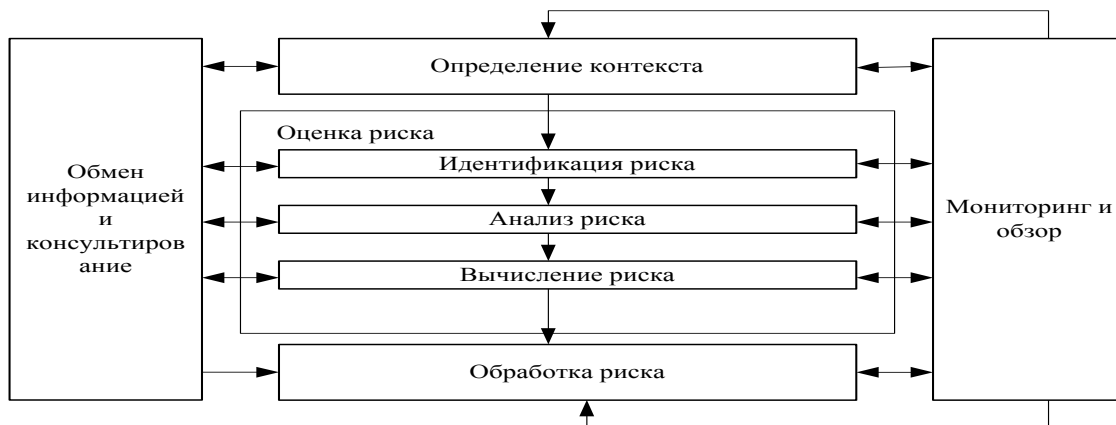 Определение контекста
Оценка риска
Идентификация риска
Обмен
информацией
и
консультиров
ание
Анализ риска
Мониторинг и
обзор
Вычисление риска
Обработка риска